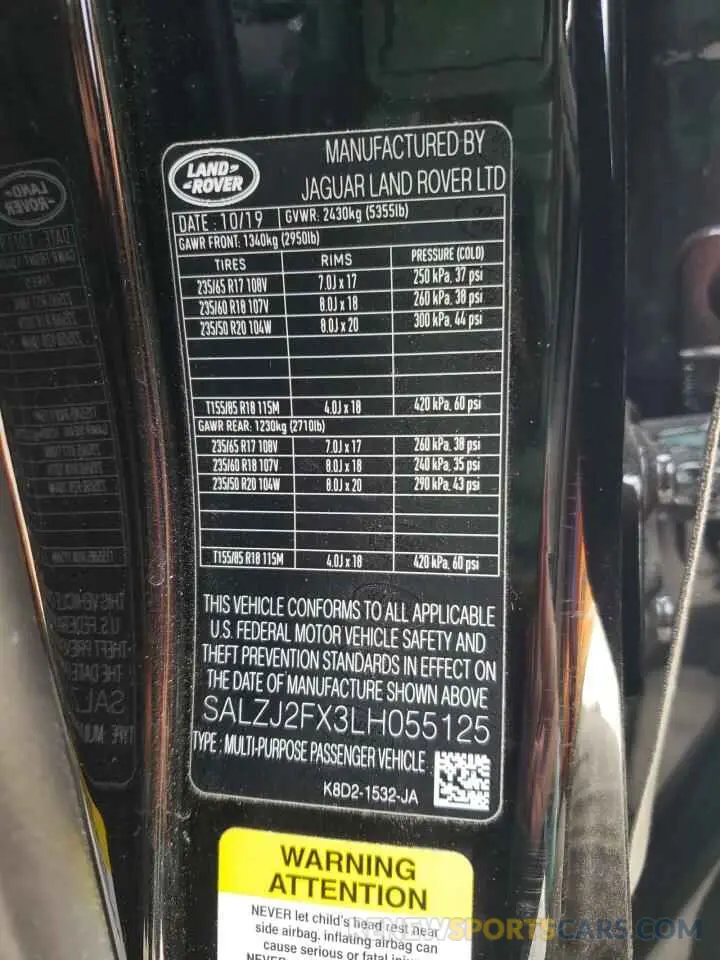 LAND ROVER
MANUFACTURED BY
JAGUAR LAND ROVER LTD
DATE : 10/19 GVWR: 2430kg (5355lb)
GAWR FRONT: 1340kg (2950lb)
TIRES RIMS PRESSURE (COLD)
235/65 R17 108V 7.0J x 17 250 kPa, 37 psi
235/60 R18 107V 8.0J x 18 260 kPa, 38 psi
235/50 R20 104W 8.0J x 20 300 kPa, 44 psi
T155/85 R18 115M 4.0J x 18 420 kPa, 60 psi
GAWR REAR: 1230kg (2710lb)
235/65 R17 108V 7.0J x 17 260 kPa, 38 psi
235/60 R18 107V 8.0J x 18 240 kPa, 35 psi
235/50 R20 104W 8.0J x 20 290 kPa, 43 psi
T155/85 R18 115M 4.0J x 18 420 kPa, 60 psi
THIS VEHICLE CONFORMS TO ALL APPLICABLE
U.S. FEDERAL MOTOR VEHICLE SAFETY AND
THEFT PREVENTION STANDARDS IN EFFECT ON
THE DATE OF MANUFACTURE SHOWN ABOVE
SALZJ2FX3LH055125
TYPE : MULTI-PURPOSE PASSENGER VEHICLE
K8D2-1532-JA
WARNING
ATTENTION
NEVER let child's head rest near
side airbag, inflating airbag can
cause serious or fatal
NEVER
RENEWSPORTSCARS.COM